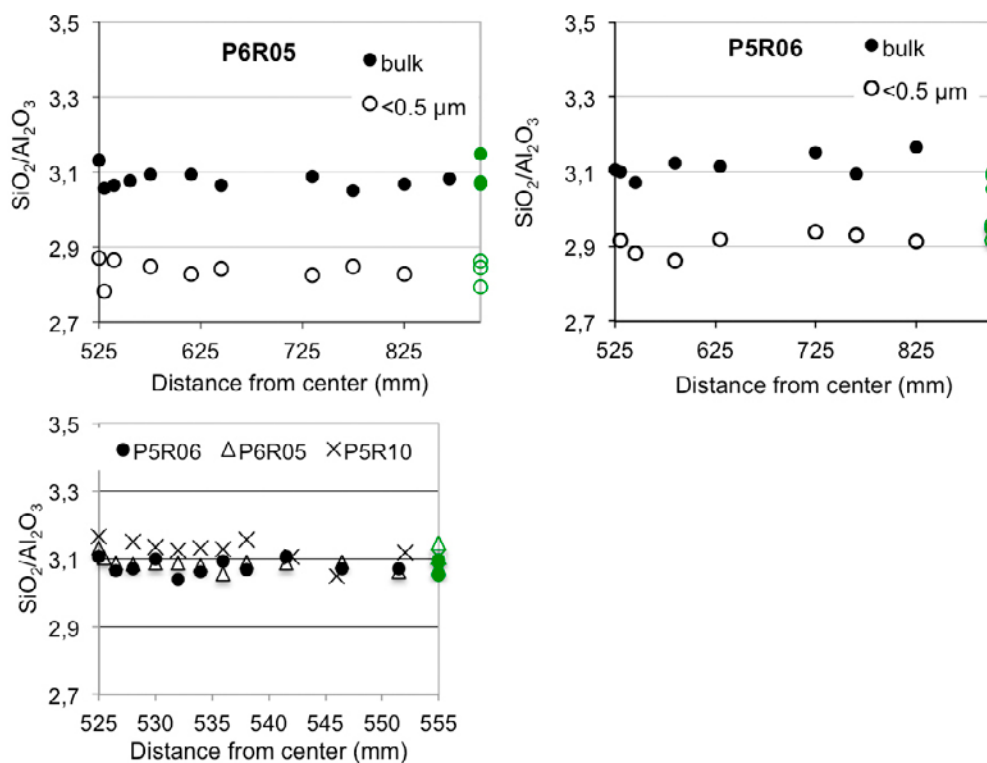 P6R05
bulk
<0.5 µm
SiO₂/Al₂O₃
3,5
3,3
3,1
2,9
2,7
525 625 725 825
Distance from center (mm)
P5R06
bulk
<0.5 µm
SiO₂/Al₂O₃
3,5
3,3
3,1
2,9
2,7
525 625 725 825
Distance from center (mm)
P5R06 P6R05 P5R10
SiO₂/Al₂O₃
3,5
3,3
3,1
2,9
2,7
525 530 535 540 545 550 555
Distance from center (mm)